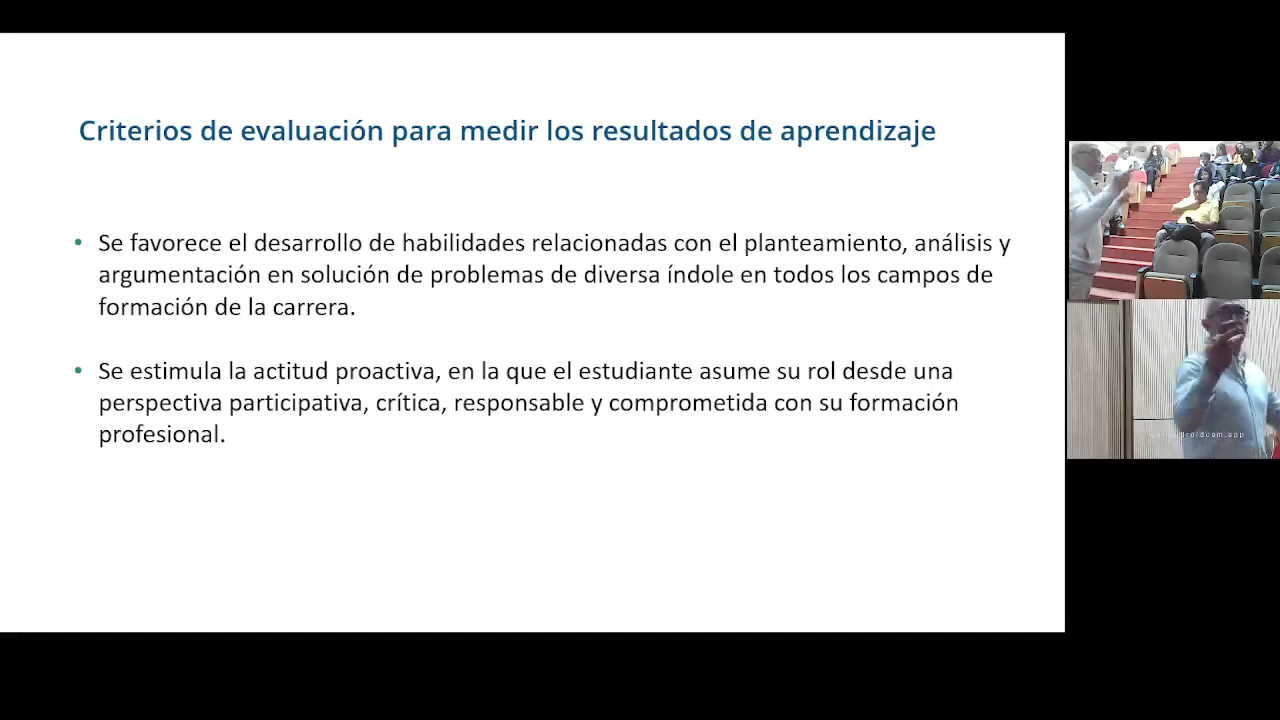 Criterios de evaluación para medir los resultados de aprendizaje
• Se favorece el desarrollo de habilidades relacionadas con el planteamiento, análisis y
argumentación en solución de problemas de diversa índole en todos los campos de
formación de la carrera.
• Se estimula la actitud proactiva, en la que el estudiante asume su rol desde una
perspectiva participativa, crítica, responsable y comprometida con su formación
profesional.